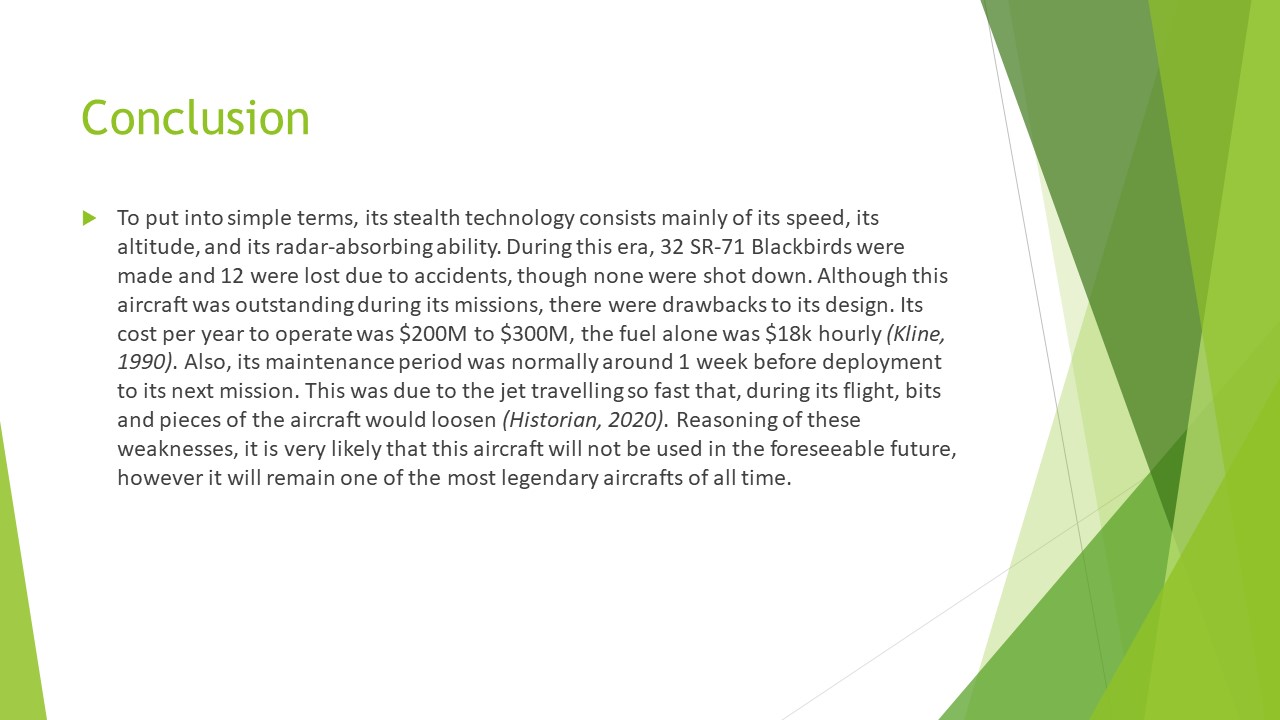 Conclusion
To put into simple terms, its stealth technology consists mainly of its speed, its
altitude, and its radar-absorbing ability. During this era, 32 SR-71 Blackbirds were
made and 12 were lost due to accidents, though none were shot down. Although this
aircraft was outstanding during its missions, there were drawbacks to its design. Its
cost per year to operate was $200M to $300M, the fuel alone was $18k hourly (Kline,
1990). Also, its maintenance period was normally around 1 week before deployment
to its next mission. This was due to the jet travelling so fast that, during its flight, bits
and pieces of the aircraft would loosen (Historian, 2020). Reasoning of these
weaknesses, it is very likely that this aircraft will not be used in the foreseeable future,
however it will remain one of the most legendary aircrafts of all time.